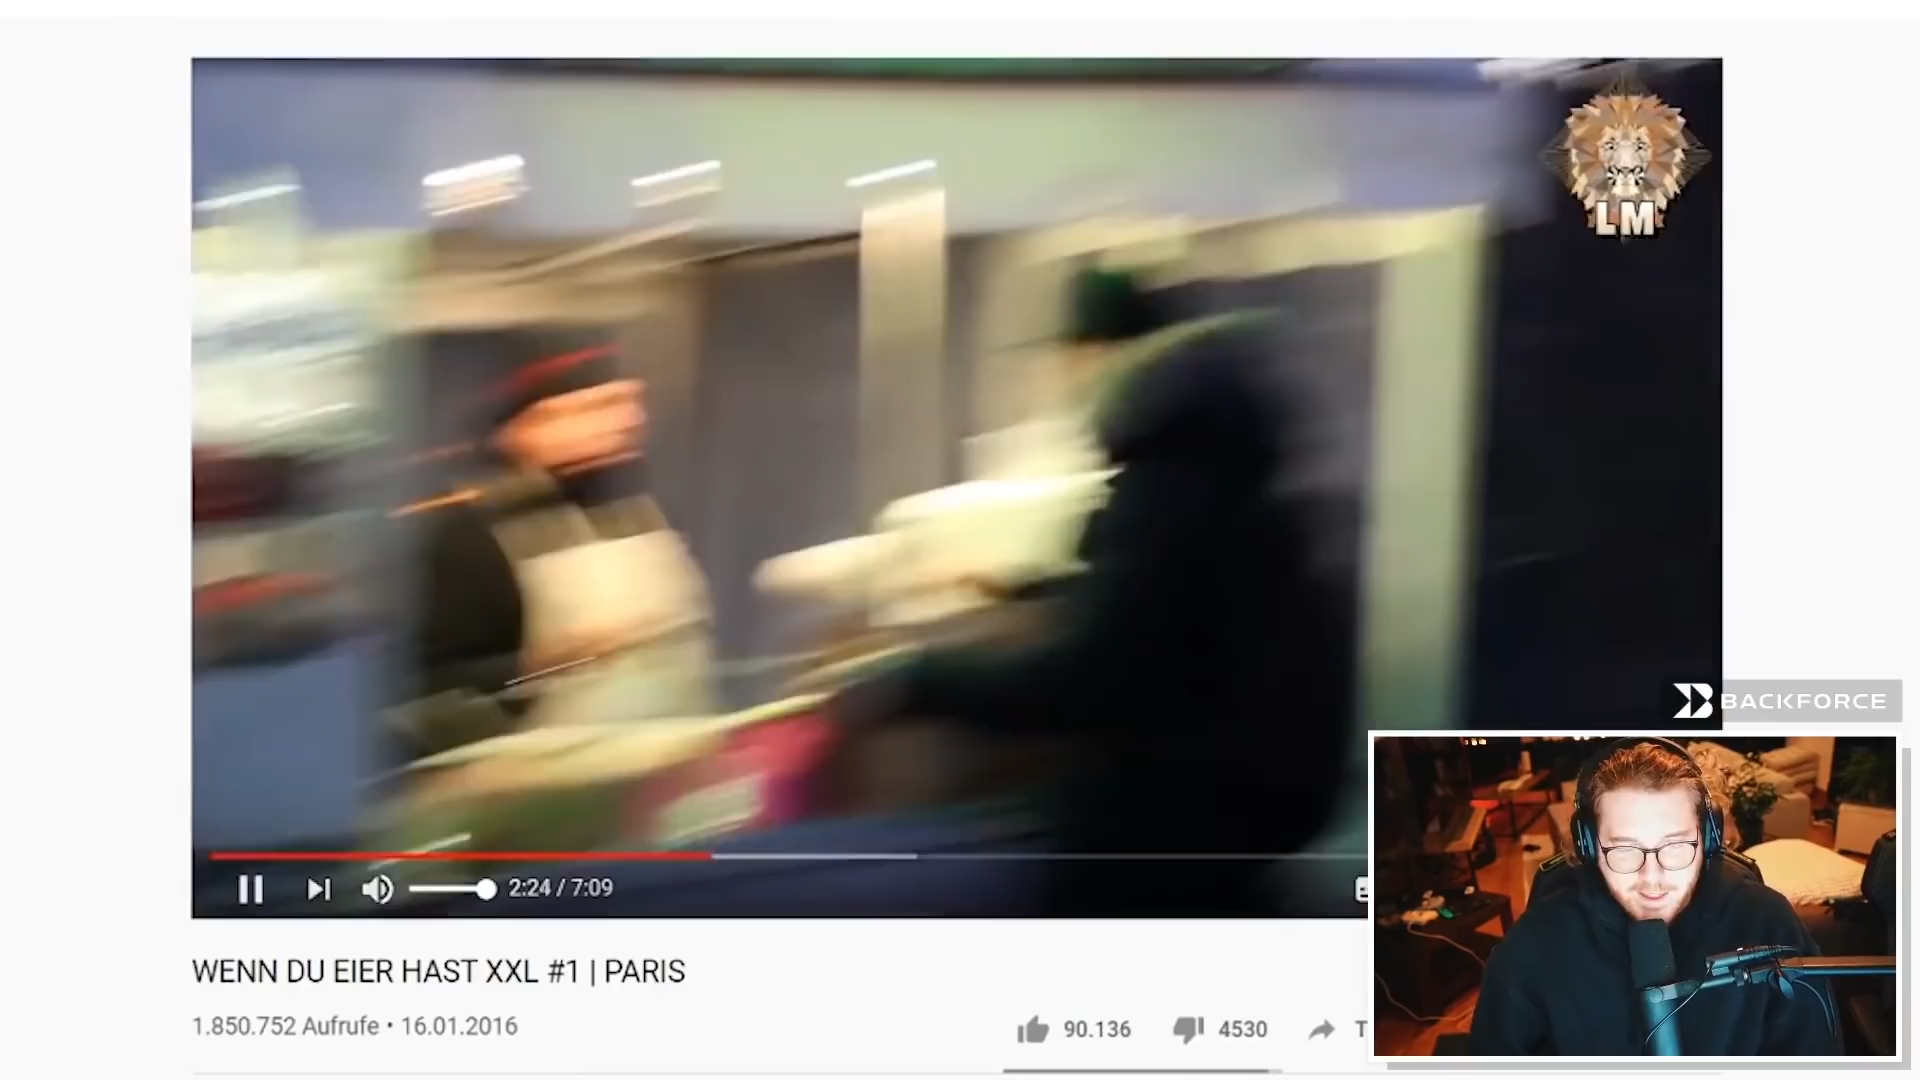 LM
BACKFORCE
2:24 / 7:09
WENN DU EIER HAST XXL #1 | PARIS
1.850.752 Aufrufe • 16.01.2016
90.136
4530
T